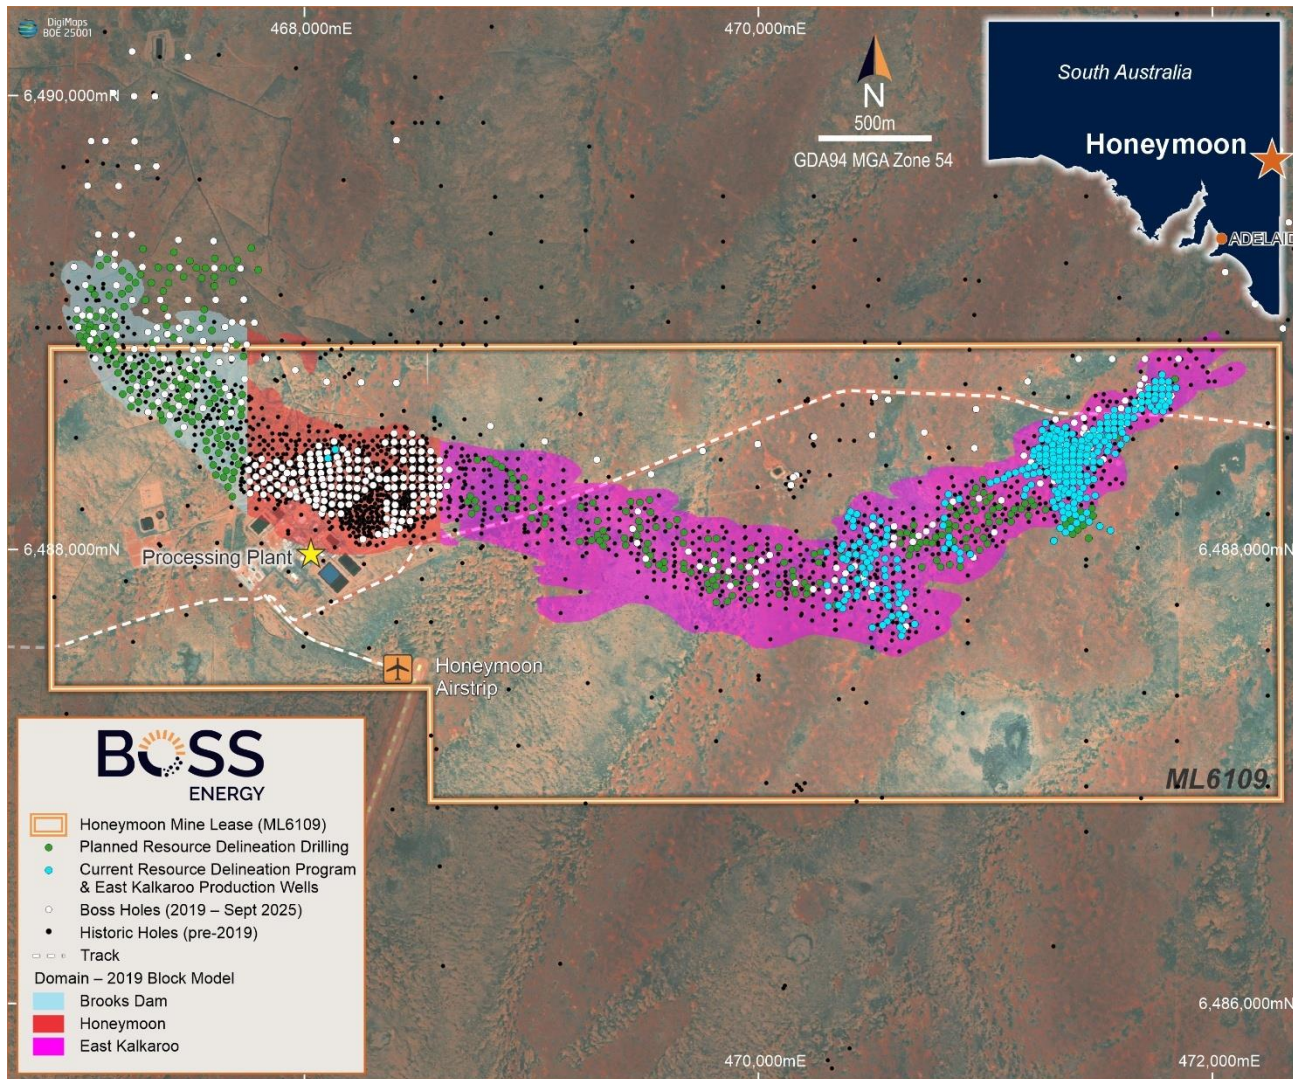 DigiMaps
BOE 25001
468,000mE
470,000mE
6,490,000mN
N
500m
GDA94 MGA Zone 54
South Australia
Honeymoon
ADELAID
Processing Plant
6,488,000mN
6,488,000mN
Honeymoon
Airstrip
ML6109
BOSS
ENERGY
Honeymoon Mine Lease (ML6109)
Planned Resource Delineation Drilling
Current Resource Delineation Program
& East Kalkaroo Production Wells
Boss Holes (2019 – Sept 2025)
Historic Holes (pre-2019)
Track
Domain – 2019 Block Model
Brooks Dam
Honeymoon
East Kalkaroo
6,486,000mN
470,000mE
472,000mE